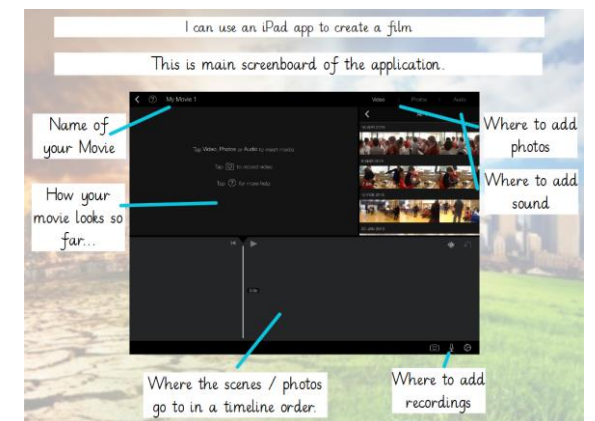 I can use an iPad app to create a film
This is main screenboard of the application.
My Movie 1
Video
Photos
Audio
Name of
your Movie
Tap Video, Photos or Audio to insert media
Tap to record video
Tap ? for more help
How your
movie looks so
far...
Where to add
photos
Where to add
sound
Where the scenes / photos
go to in a timeline order.
Where to add
recordings